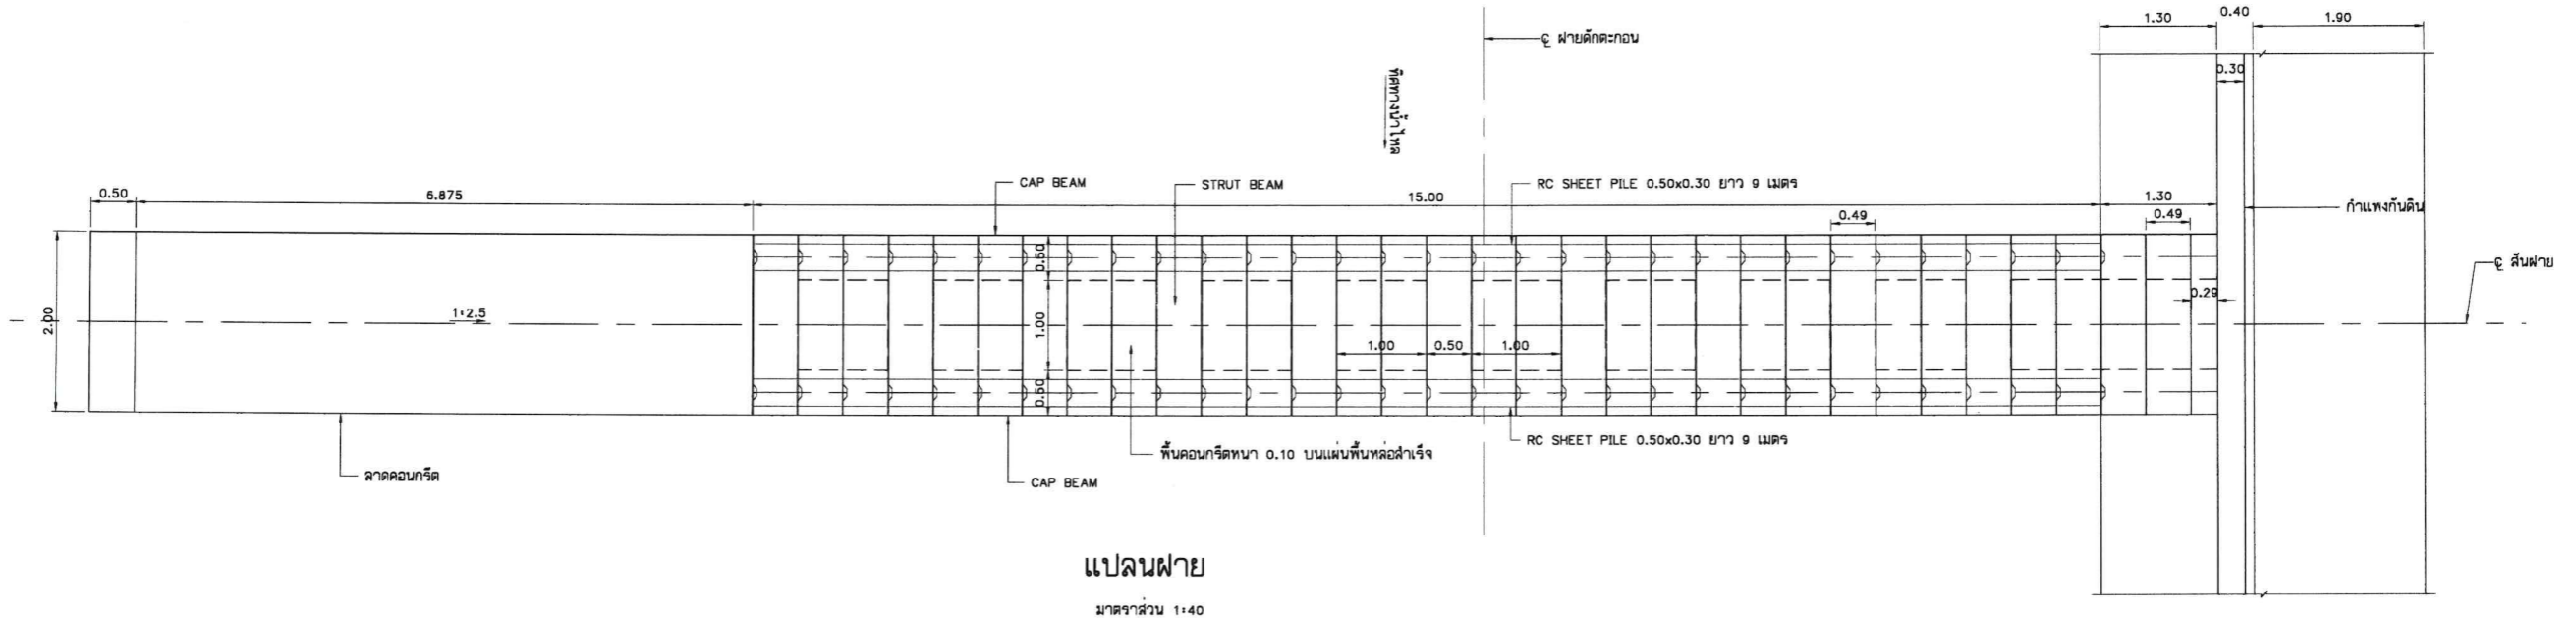 1.30
0.40
1.90
℄ ฝายดักตะกอน
0.30
ทิศทางน้ำไหล
0.50
6.875
CAP BEAM
STRUT BEAM
RC SHEET PILE 0.50x0.30 ยาว 9 เมตร
15.00
1.30
0.49
0.49
กำแพงกันดิน
0.50
2.00
1:2.5
1.00
0.29
℄ สันฝาย
1.00
0.50
1.00
0.50
RC SHEET PILE 0.50x0.30 ยาว 9 เมตร
พื้นคอนกรีตหนา 0.10 บนแผ่นพื้นหล่อสำเร็จ
ลาดคอนกรีต
CAP BEAM
แปลนฝาย
มาตราส่วน 1:40